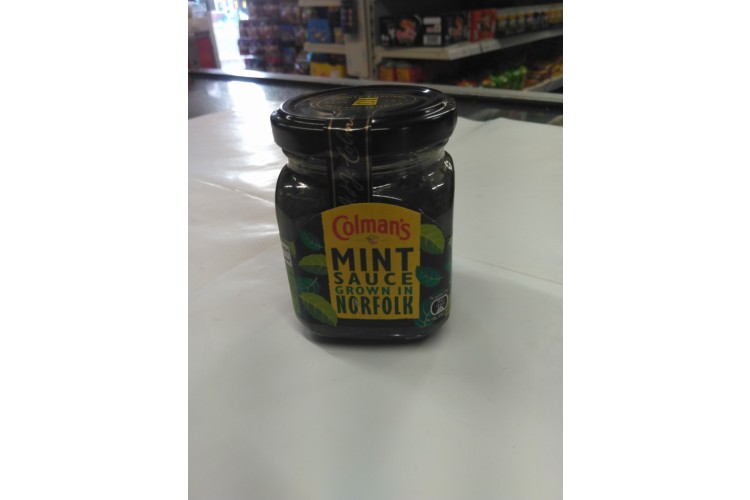 Colman's
MINT
SAUCE
GROWN IN
NORFOLK